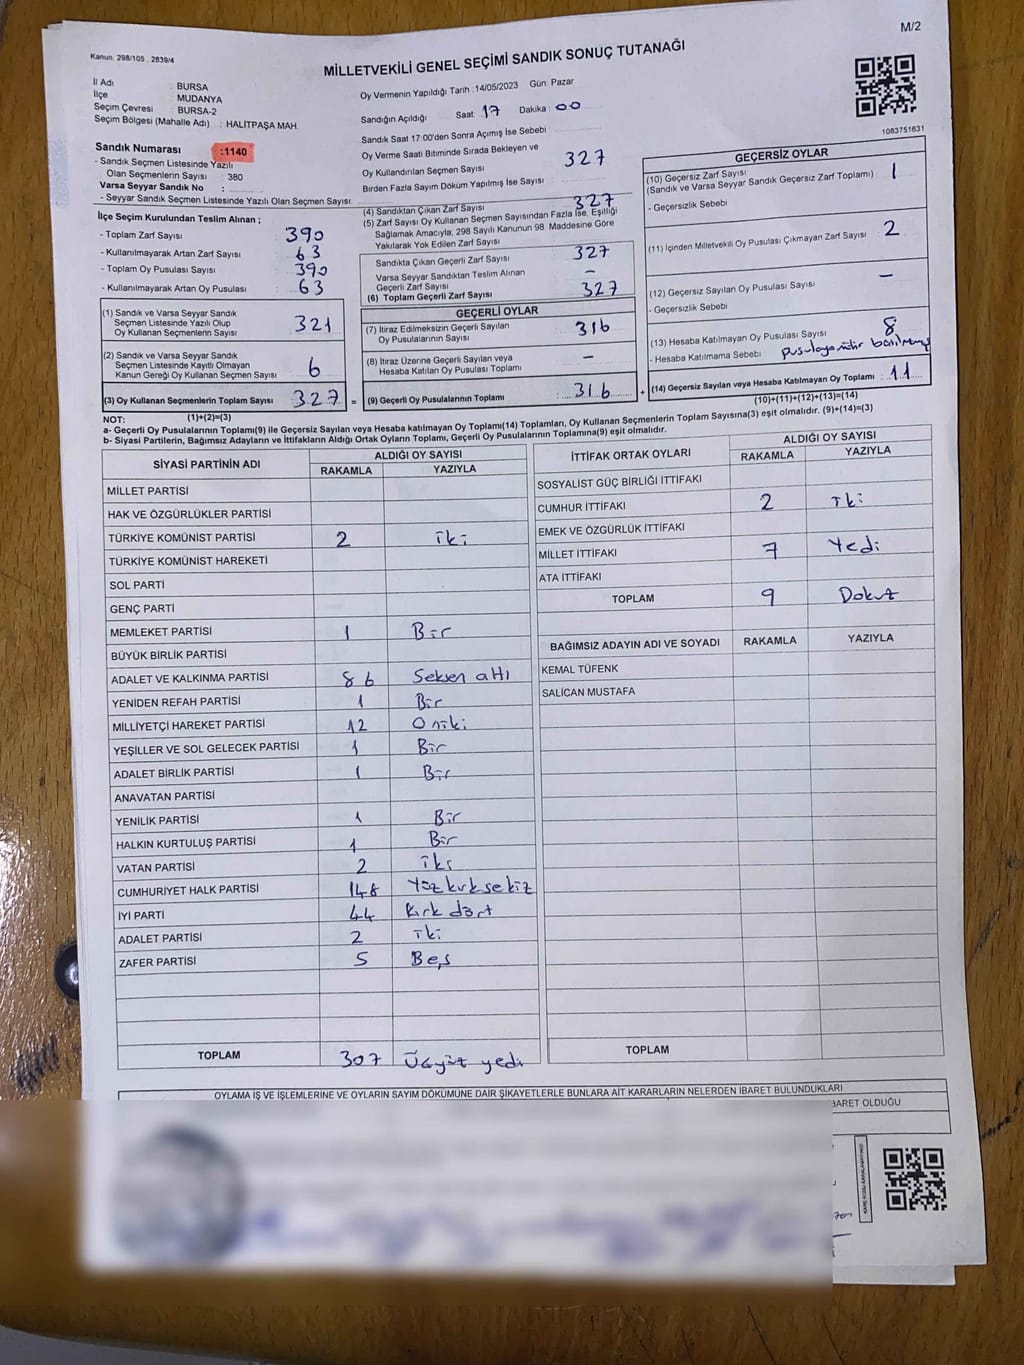 M/2
Kanun, 298/105 , 2839/4
MİLLETVEKİLİ GENEL SEÇİMİ SANDIK SONUÇ TUTANAĞI
İl Adı : BURSA
İlçe : MUDANYA
Seçim Çevresi : BURSA-2
Seçim Bölgesi (Mahalle Adı) : HALİTPAŞA MAH.
Oy Vermenin Yapıldığı Tarih : 14/05/2023 Gün Pazar
Sandığın Açıldığı Saat 17 Dakika : 00
Sandık Saat 17:00'den Sonra Açımış İse Sebebi
1083751631
Sandık Numarası :1140
- Sandık Seçmen Listesinde Yazılı
Olan Seçmenlerin Sayısı : 380
Varsa Seyyar Sandık No :
- Seyyar Sandık Seçmen Listesinde Yazılı Olan Seçmen Sayısı:
Oy Verme Saati Bitiminde Sırada Bekleyen ve
Oy Kullandırılan Seçmen Sayısı : 327
Birden Fazla Sayım Döküm Yapılmış İse Sayısı :
İlçe Seçim Kurulundan Teslim Alınan ;
- Toplam Zarf Sayısı : 390
- Kullanılmayarak Artan Zarf Sayısı : 63
- Toplam Oy Pusulası Sayısı : 390
- Kullanılmayarak Artan Oy Pusulası : 63
(4) Sandıktan Çıkan Zarf Sayısı : 327
(5) Zarf Sayısı Oy Kullanan Seçmen Sayısından Fazla İse, Eşitliği
Sağlamak Amacıyla; 298 Sayılı Kanunun 98. Maddesine Göre
Yakılarak Yok Edilen Zarf Sayısı
Sandıkta Çıkan Geçerli Zarf Sayısı : 327
Varsa Seyyar Sandıktan Teslim Alınan
Geçerli Zarf Sayısı : –
(6) Toplam Geçerli Zarf Sayısı : 327
GEÇERSİZ OYLAR
(10) Geçersiz Zarf Sayısı
(Sandık ve Varsa Seyyar Sandık Geçersiz Zarf Toplamı) : 1
- Geçersizlik Sebebi
(11) İçinden Milletvekili Oy Pusulası Çıkmayan Zarf Sayısı : 2
(12) Geçersiz Sayılan Oy Pusulası Sayısı : –
- Geçersizlik Sebebi
(13) Hesaba Katılmayan Oy Pusulası Sayısı : 8
- Hesaba Katılmama Sebebi : pusulaya mühür basılmamış
(14) Geçersiz Sayılan veya Hesaba Katılmayan Oy Toplamı : 11
(10)+(11)+(12)+(13)=(14)
(1) Sandık ve Varsa Seyyar Sandık
Seçmen Listesinde Yazılı Olup
Oy Kullanan Seçmenlerin Sayısı : 321
(2) Sandık ve Varsa Seyyar Sandık
Seçmen Listesinde Kayıtlı Olmayan
Kanun Gereği Oy Kullanan Seçmen Sayısı : 6
(3) Oy Kullanan Seçmenlerin Toplam Sayısı : 327 =
(1)+(2)=(3)
GEÇERLİ OYLAR
(7) İtiraz Edilmeksizin Geçerli Sayılan
Oy Pusulalarının Sayısı : 316
(8) İtiraz Üzerine Geçerli Sayılan veya
Hesaba Katılan Oy Pusulası Toplamı : –
(9) Geçerli Oy Pusulalarının Toplamı : 316 +
NOT:
a- Geçerli Oy Pusulalarının Toplamı(9) ile Geçersiz Sayılan veya Hesaba katılmayan Oy Toplamı(14) Toplamları, Oy Kullanan Seçmenlerin Toplam Sayısına(3) eşit olmalıdır. (9)+(14)=(3)
b- Siyasi Partilerin, Bağımsız Adayların ve İttifakların Aldığı Ortak Oyların Toplamı, Geçerli Oy Pusulalarının Toplamına(9) eşit olmalıdır.
SİYASİ PARTİNİN ADI ALDIĞI OY SAYISI
RAKAMLA YAZIYLA
MİLLET PARTİSİ
HAK VE ÖZGÜRLÜKLER PARTİSİ
TÜRKİYE KOMÜNİST PARTİSİ 2 iki
TÜRKİYE KOMÜNİST HAREKETİ
SOL PARTİ
GENÇ PARTİ
MEMLEKET PARTİSİ 1 Bir
BÜYÜK BİRLİK PARTİSİ
ADALET VE KALKINMA PARTİSİ 86 Seksen altı
YENİDEN REFAH PARTİSİ 1 Bir
MİLLİYETÇİ HAREKET PARTİSİ 12 Oniki
YEŞİLLER VE SOL GELECEK PARTİSİ 1 Bir
ADALET BİRLİK PARTİSİ 1 Bir
ANAVATAN PARTİSİ
YENİLİK PARTİSİ 1 Bir
HALKIN KURTULUŞ PARTİSİ 1 Bir
VATAN PARTİSİ 2 iki
CUMHURİYET HALK PARTİSİ 148 Yüz kırk sekiz
İYİ PARTİ 44 Kırk dört
ADALET PARTİSİ 2 iki
ZAFER PARTİSİ 5 Beş
TOPLAM 307 Üçyüz yedi
İTTİFAK ORTAK OYLARI ALDIĞI OY SAYISI
RAKAMLA YAZIYLA
SOSYALİST GÜÇ BİRLİĞİ İTTİFAKI
CUMHUR İTTİFAKI 2 iki
EMEK VE ÖZGÜRLÜK İTTİFAKI
MİLLET İTTİFAKI 7 Yedi
ATA İTTİFAKI
TOPLAM 9 Dokuz
BAĞIMSIZ ADAYIN ADI VE SOYADI RAKAMLA YAZIYLA
KEMAL TÜFENK
SALİCAN MUSTAFA
TOPLAM
OYLAMA İŞ VE İŞLEMLERİNE VE OYLARIN SAYIM DÖKÜMÜNE DAİR ŞİKAYETLERLE BUNLARA AİT KARARLARIN NELERDEN İBARET BULUNDUKLARI
BARET OLDUĞU